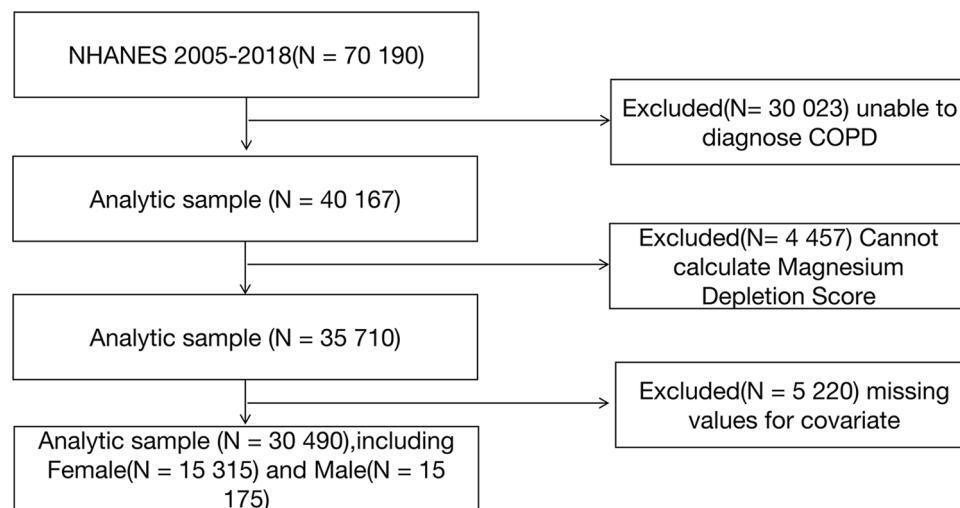 NHANES 2005-2018(N = 70 190)
Excluded(N= 30 023) unable to
diagnose COPD
Analytic sample (N = 40 167)
Excluded(N= 4 457) Cannot
calculate Magnesium
Depletion Score
Analytic sample (N = 35 710)
Excluded(N = 5 220) missing
values for covariate
Analytic sample (N = 30 490),including
Female(N = 15 315) and Male(N = 15
175)